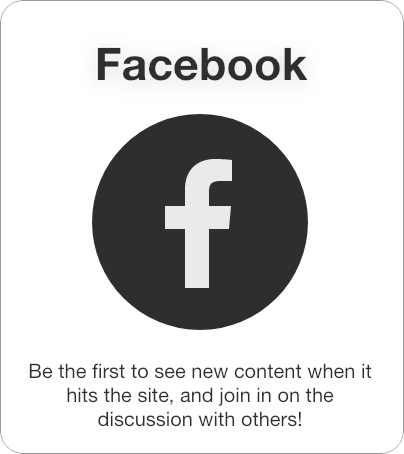 Facebook
f
Be the first to see new content when it
hits the site, and join in on the
discussion with others!